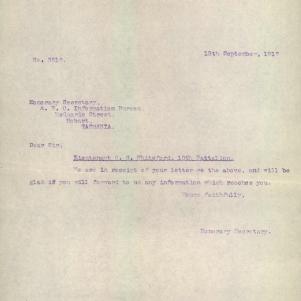 18th September, 1917
No.
Honorary Secretary,
A. R. C. Information Bureau,
Macquarie Street,
Hobart,
TASMANIA.
Dear Sir,
Lieutenant C. S. Whiteford, 10th Battalion.
We are in receipt of your letter re the above, and will be
glad if you will forward to us any information which reaches you.
Yours faithfully,
Honorary Secretary.